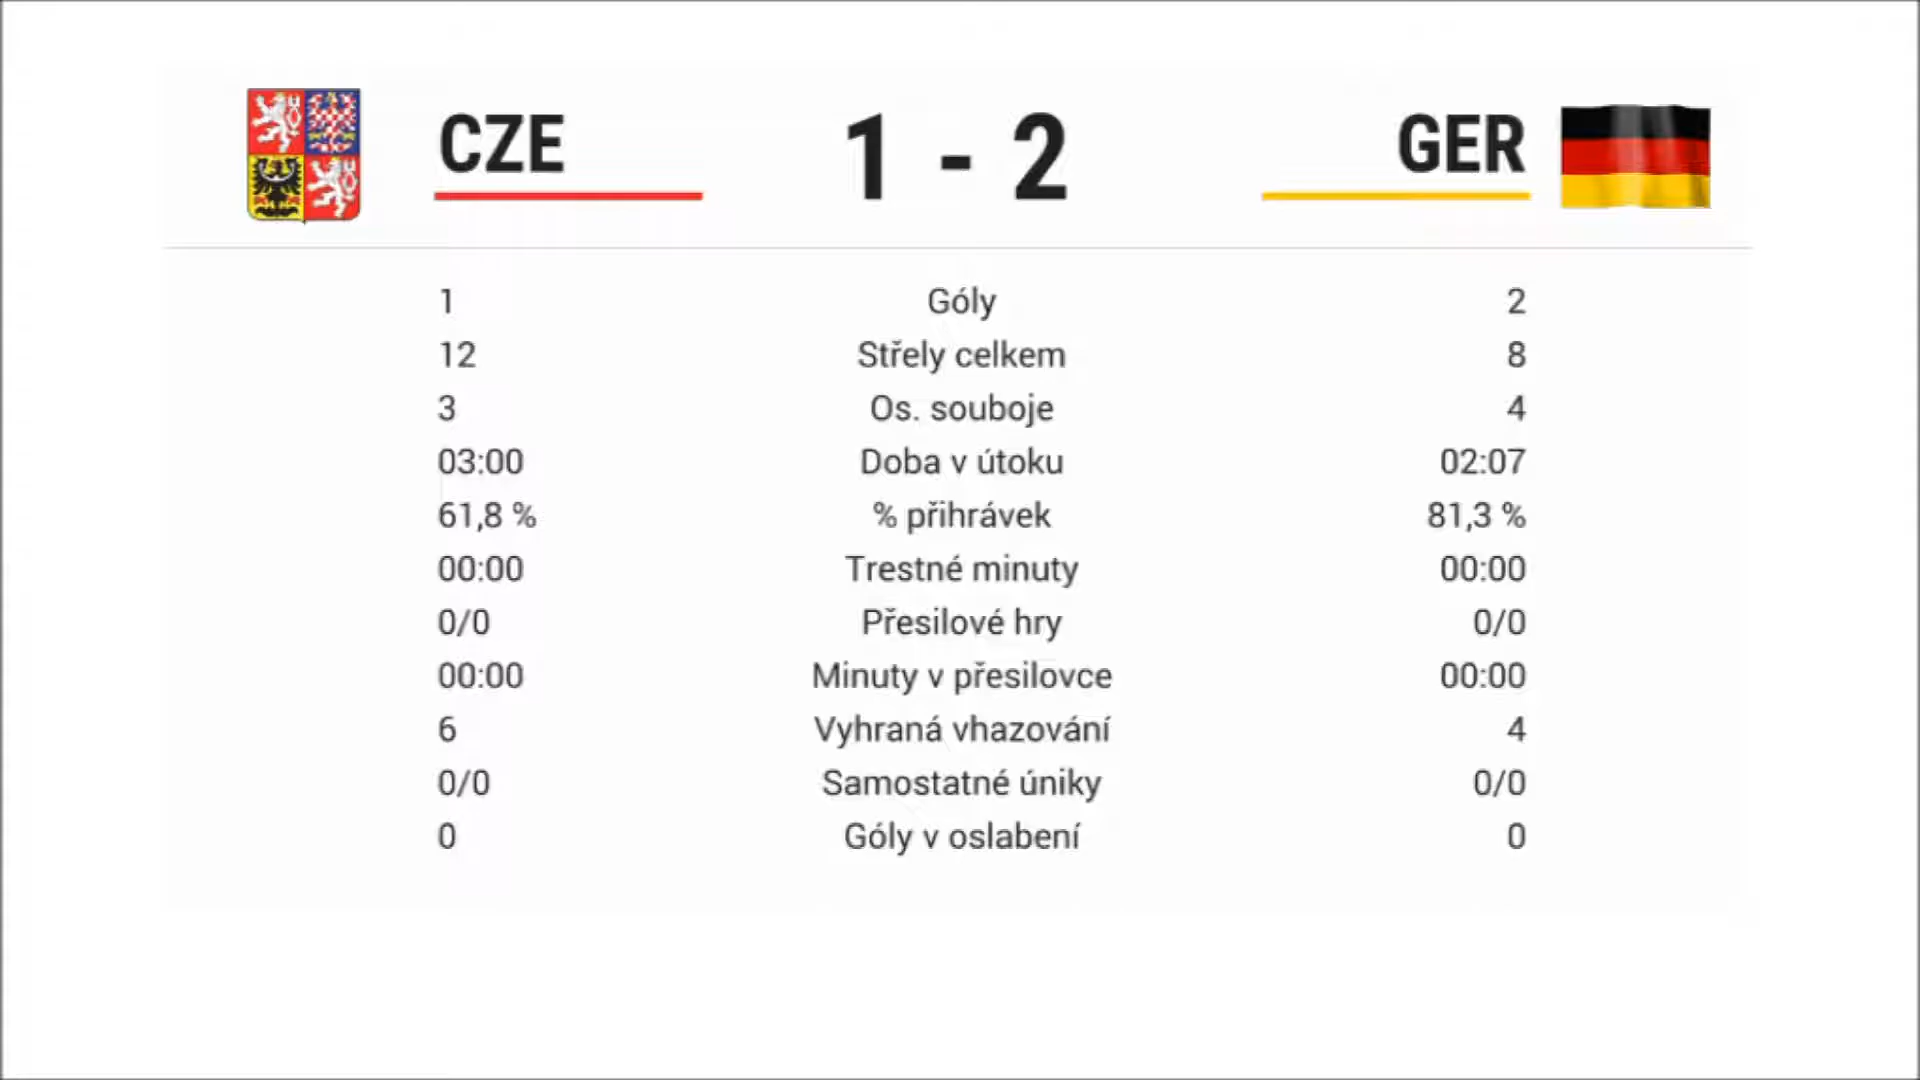 CZE 1 - 2 GER
1 Góly 2
12 Střely celkem 8
3 Os. souboje 4
03:00 Doba v útoku 02:07
61,8 % % přihrávek 81,3 %
00:00 Trestné minuty 00:00
0/0 Přesilové hry 0/0
00:00 Minuty v přesilovce 00:00
6 Vyhraná vhazování 4
0/0 Samostatné úniky 0/0
0 Góly v oslabení 0